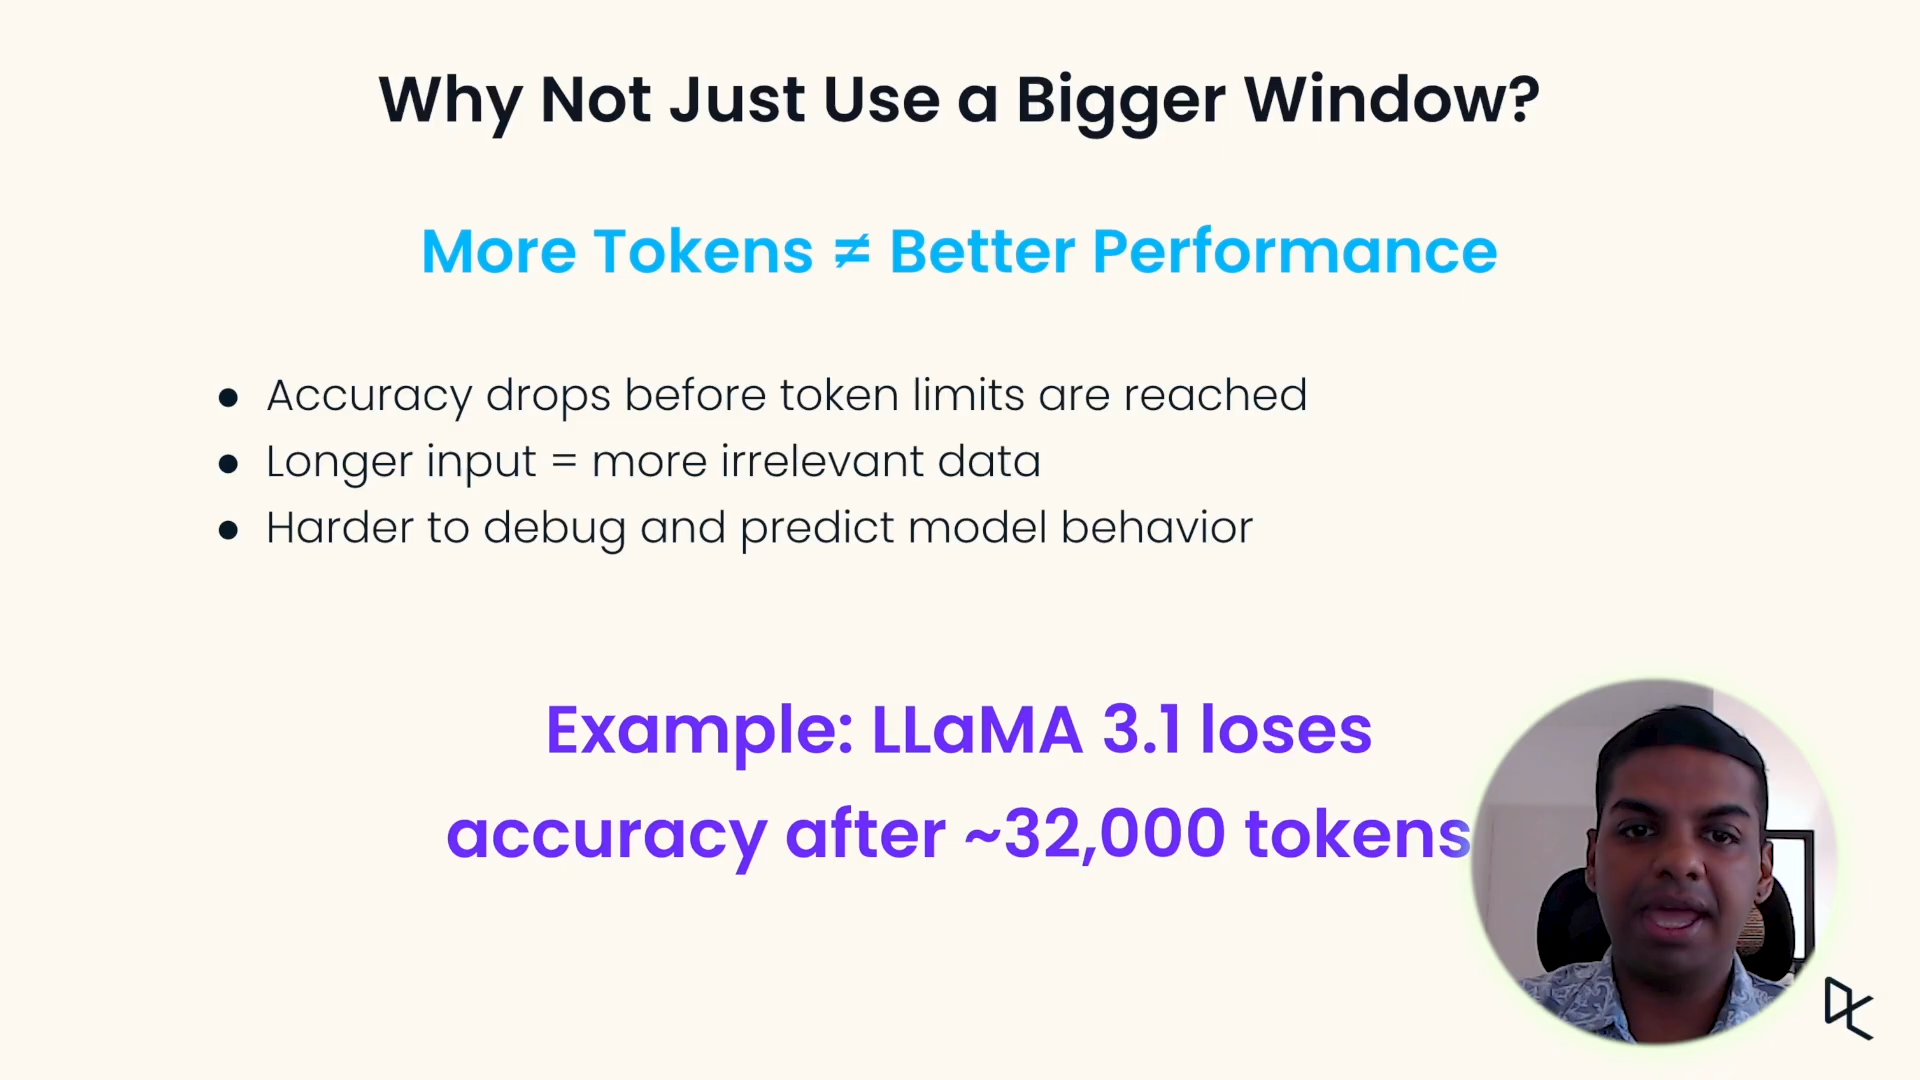 Why Not Just Use a Bigger Window?
More Tokens ≠ Better Performance
● Accuracy drops before token limits are reached
● Longer input = more irrelevant data
● Harder to debug and predict model behavior
Example: LLaMA 3.1 loses
accuracy after ~32,000 tokens